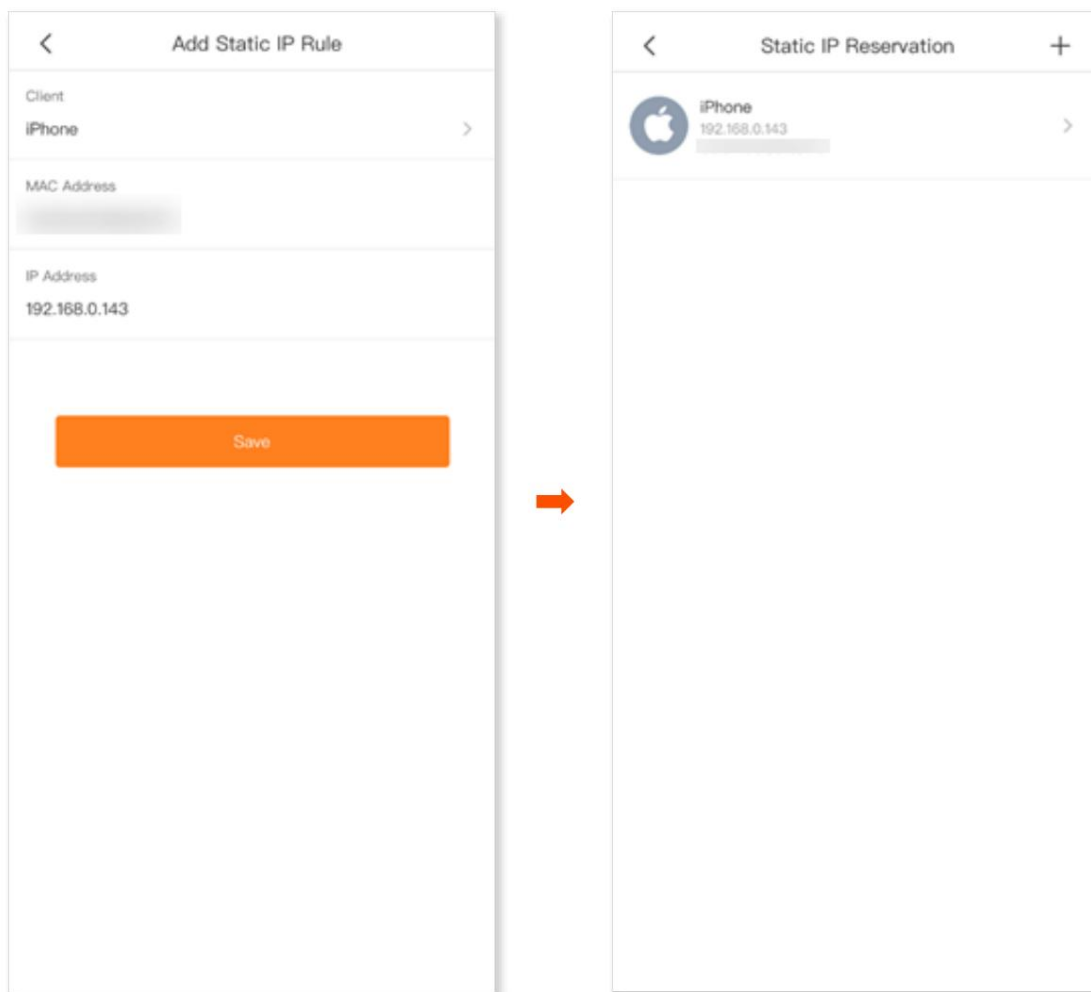 Add Static IP Rule
Client
iPhone
MAC Address
IP Address
192.168.0.143
Save
Static IP Reservation
iPhone
192.168.0.143